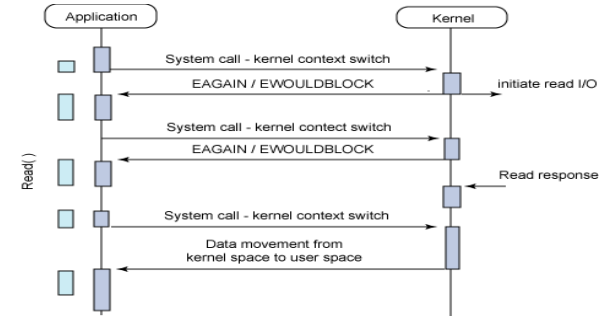 Application
Kernel
System call - kernel context switch
EAGAIN / EWOULDBLOCK
initiate read I/O
System call - kernel contect switch
EAGAIN / EWOULDBLOCK
Read( )
Read response
System call - kernel context switch
Data movement from
kernel space to user space